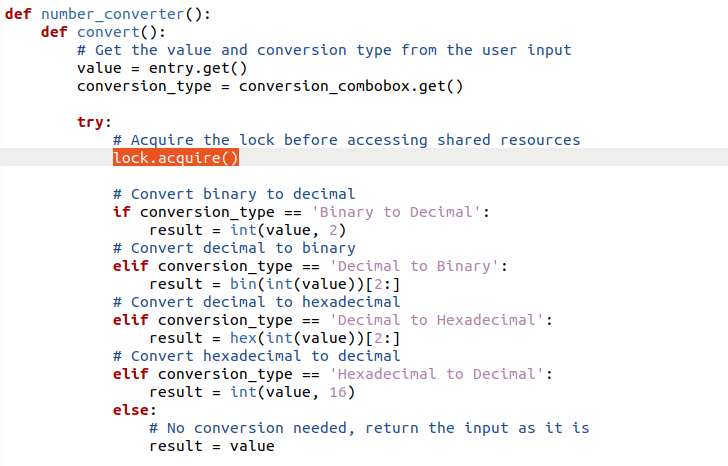 def number_converter():
    def convert():
        # Get the value and conversion type from the user input
        value = entry.get()
        conversion_type = conversion_combobox.get()

        try:
            # Acquire the lock before accessing shared resources
            lock.acquire()

            # Convert binary to decimal
            if conversion_type == 'Binary to Decimal':
                result = int(value, 2)
            # Convert decimal to binary
            elif conversion_type == 'Decimal to Binary':
                result = bin(int(value))[2:]
            # Convert decimal to hexadecimal
            elif conversion_type == 'Decimal to Hexadecimal':
                result = hex(int(value))[2:]
            # Convert hexadecimal to decimal
            elif conversion_type == 'Hexadecimal to Decimal':
                result = int(value, 16)
            else:
                # No conversion needed, return the input as it is
                result = value